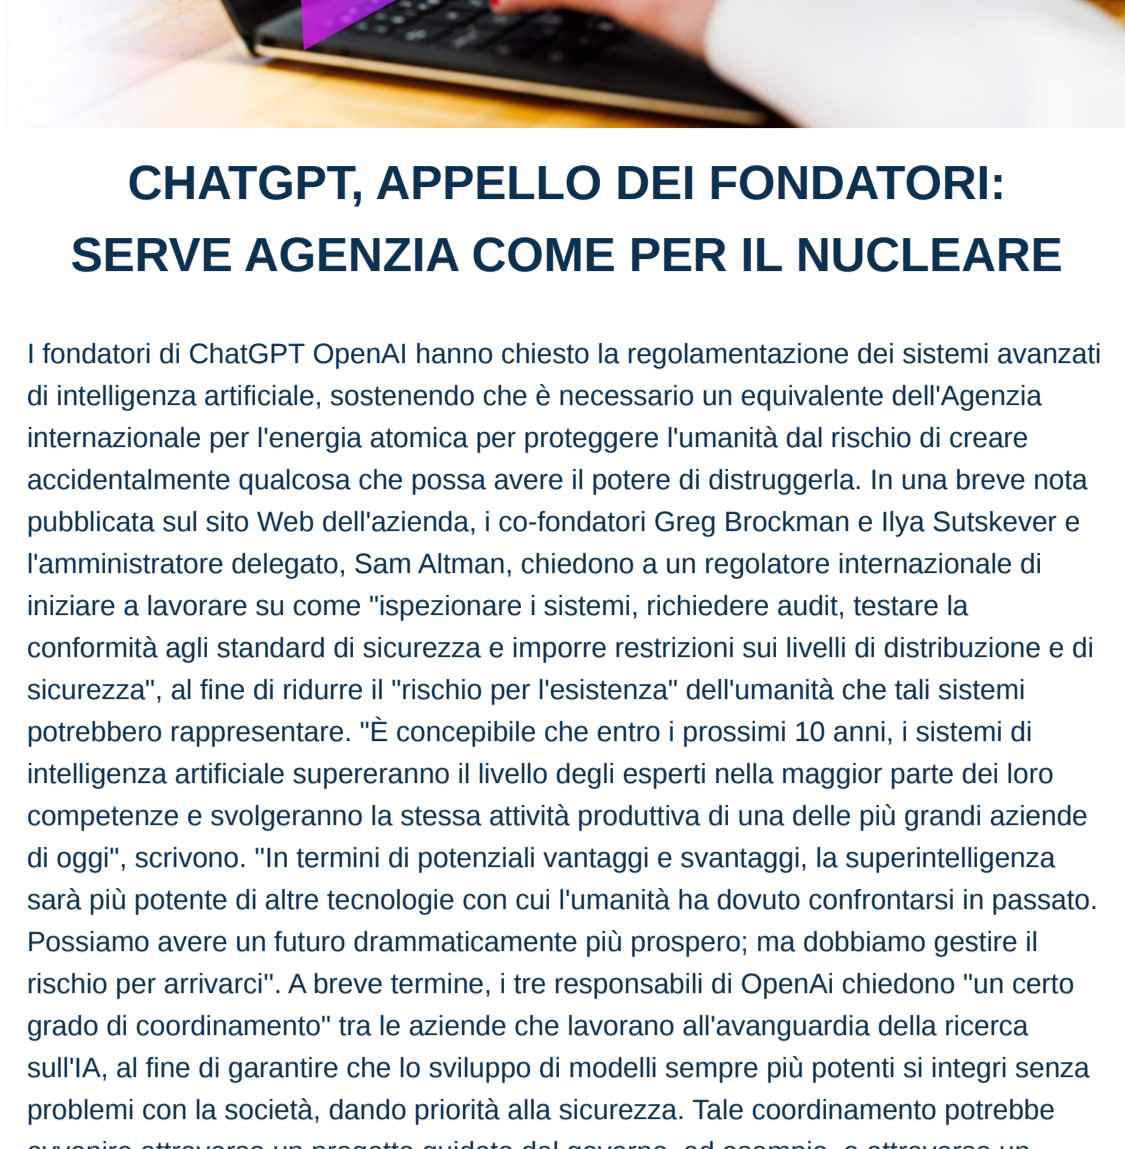 CHATGPT, APPELLO DEI FONDATORI:
SERVE AGENZIA COME PER IL NUCLEARE
I fondatori di ChatGPT OpenAI hanno chiesto la regolamentazione dei sistemi avanzati
di intelligenza artificiale, sostenendo che è necessario un equivalente dell'Agenzia
internazionale per l'energia atomica per proteggere l'umanità dal rischio di creare
accidentalmente qualcosa che possa avere il potere di distruggerla. In una breve nota
pubblicata sul sito Web dell'azienda, i co-fondatori Greg Brockman e Ilya Sutskever e
l'amministratore delegato, Sam Altman, chiedono a un regolatore internazionale di
iniziare a lavorare su come "ispezionare i sistemi, richiedere audit, testare la
conformità agli standard di sicurezza e imporre restrizioni sui livelli di distribuzione e di
sicurezza", al fine di ridurre il "rischio per l'esistenza" dell'umanità che tali sistemi
potrebbero rappresentare. "È concepibile che entro i prossimi 10 anni, i sistemi di
intelligenza artificiale supereranno il livello degli esperti nella maggior parte dei loro
competenze e svolgeranno la stessa attività produttiva di una delle più grandi aziende
di oggi", scrivono. "In termini di potenziali vantaggi e svantaggi, la superintelligenza
sarà più potente di altre tecnologie con cui l'umanità ha dovuto confrontarsi in passato.
Possiamo avere un futuro drammaticamente più prospero; ma dobbiamo gestire il
rischio per arrivarci". A breve termine, i tre responsabili di OpenAi chiedono "un certo
grado di coordinamento" tra le aziende che lavorano all'avanguardia della ricerca
sull'IA, al fine di garantire che lo sviluppo di modelli sempre più potenti si integri senza
problemi con la società, dando priorità alla sicurezza. Tale coordinamento potrebbe